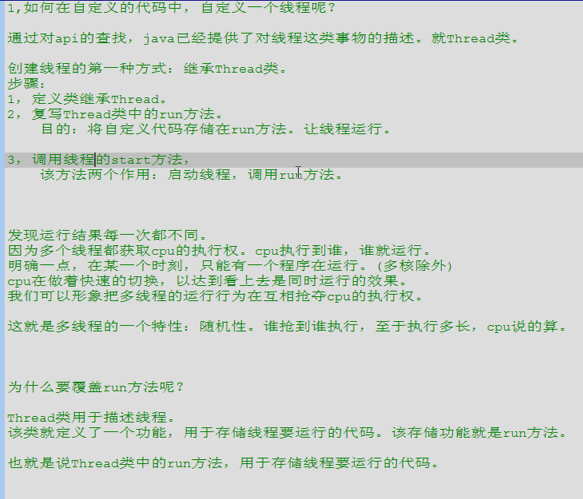 1,如何在自定义的代码中，自定义一个线程呢？
通过对api的查找，java已经提供了对线程这类事物的描述。就Thread类。
创建线程的第一种方式：继承Thread类。
步骤：
1，定义类继承Thread。
2，复写Thread类中的run方法。
目的：将自定义代码存储在run方法。让线程运行。
3，调用线程的start方法，
该方法两个作用：启动线程，调用run方法。
发现运行结果每一次都不同。
因为多个线程都获取cpu的执行权。cpu执行到谁，谁就运行。
明确一点，在某一个时刻，只能有一个程序在运行。(多核除外)
cpu在做着快速的切换，以达到看上去是同时运行的效果。
我们可以形象把多线程的运行行为在互相抢夺cpu的执行权。
这就是多线程的一个特性：随机性。谁抢到谁执行，至于执行多长，cpu说的算。
为什么要覆盖run方法呢？
Thread类用于描述线程。
该类就定义了一个功能，用于存储线程要运行的代码。该存储功能就是run方法。
也就是说Thread类中的run方法，用于存储线程要运行的代码。